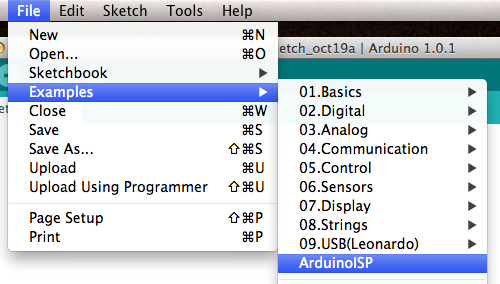 File Edit Sketch Tools Help
etch_oct19a | Arduino 1.0.1
New ⌘N
Open... ⌘O
Sketchbook
Examples
Close ⌘W
Save ⌘S
Save As... ⇧⌘S
Upload ⌘U
Upload Using Programmer ⇧⌘U
Page Setup ⇧⌘P
Print ⌘P
01.Basics
02.Digital
03.Analog
04.Communication
05.Control
06.Sensors
07.Display
08.Strings
09.USB(Leonardo)
ArduinoISP